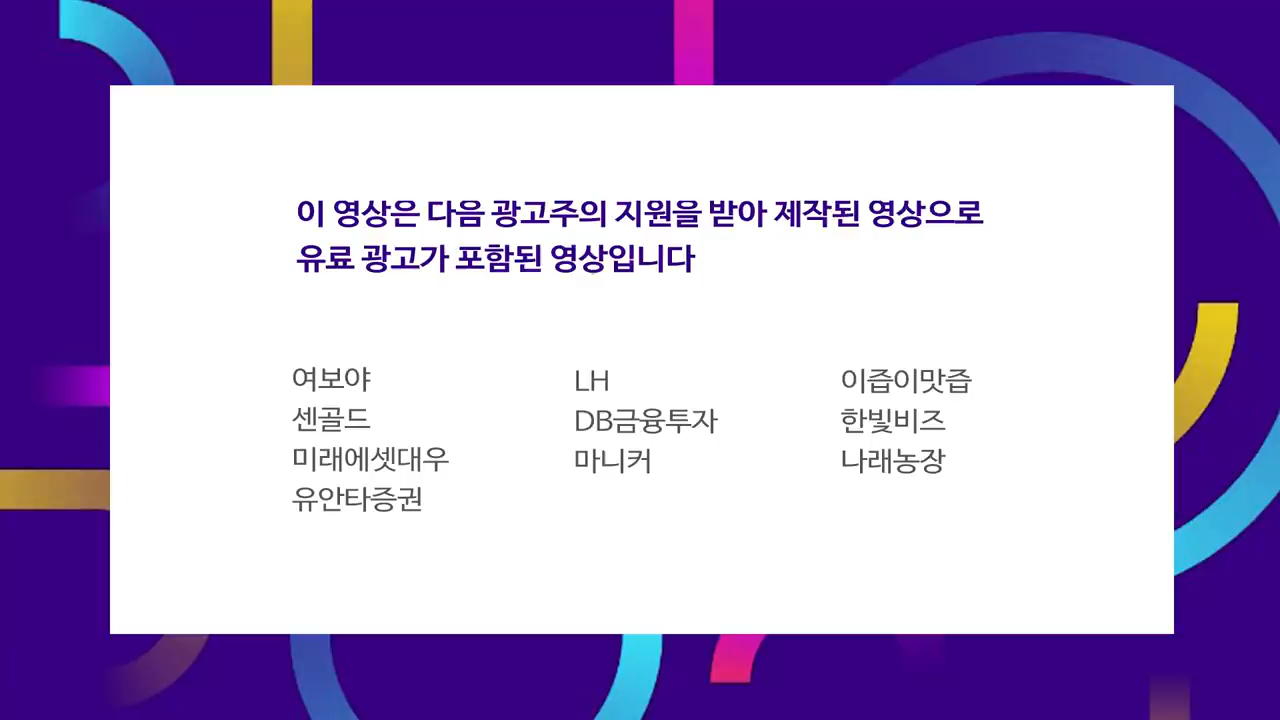 이 영상은 다음 광고주의 지원을 받아 제작된 영상으로
유료 광고가 포함된 영상입니다
여보야
센골드
미래에셋대우
유안타증권
LH
DB금융투자
마니커
이즙이맛즙
한빛비즈
나래농장